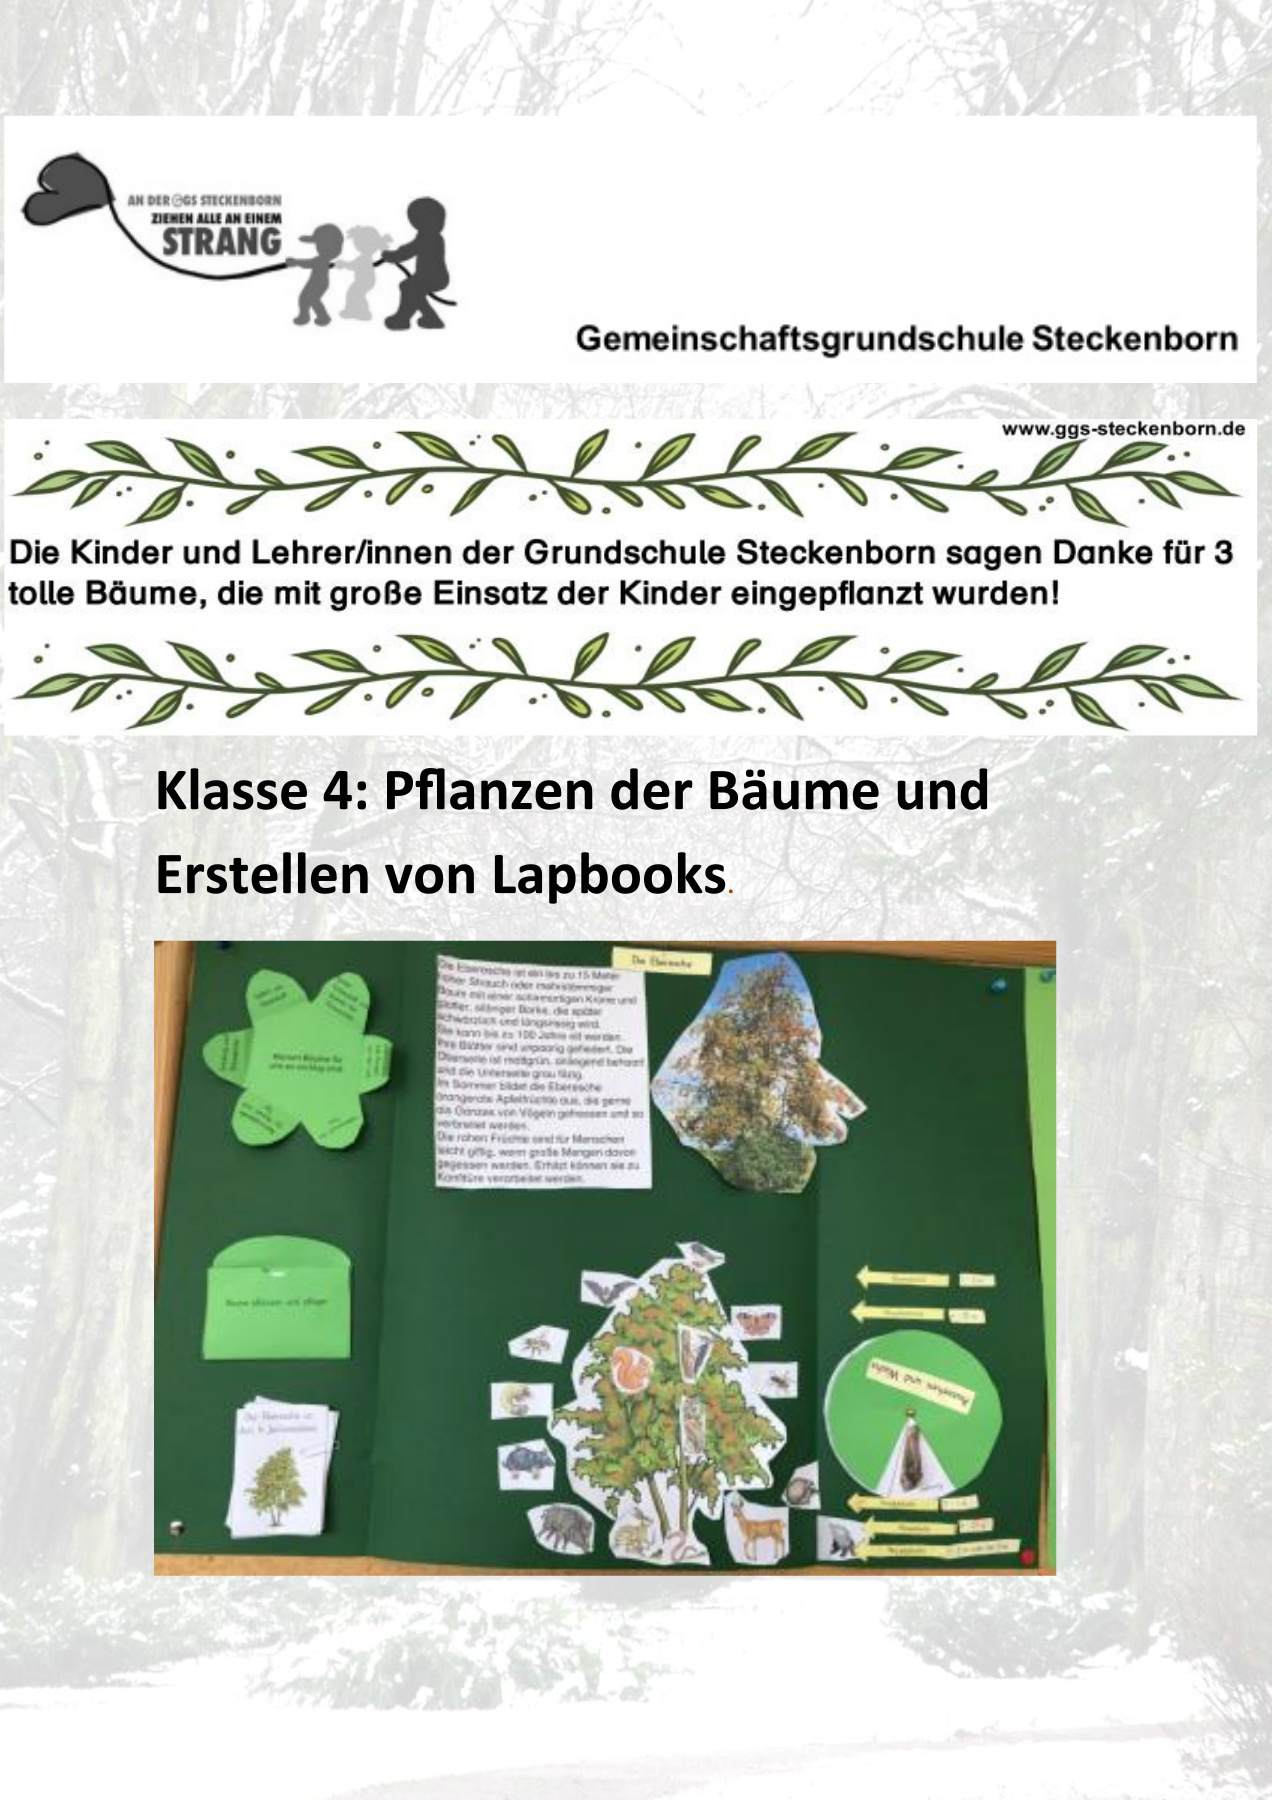 AN DER GGS STECKENBORN
ZIEHEN ALLE AN EINEM
STRANG
Gemeinschaftsgrundschule Steckenborn
www.ggs-steckenborn.de
Die Kinder und Lehrer/innen der Grundschule Steckenborn sagen Danke für 3
tolle Bäume, die mit große Einsatz der Kinder eingepflanzt wurden!
Klasse 4: Pflanzen der Bäume und
Erstellen von Lapbooks.
Die Eberesche
Die Eberesche ist ein bis zu 15 Meter
hoher Strauch oder mehrstämmiger
Baum mit einer schirmartigen Krone und
glatter, silbriger Borke, die später
schwärzlich und längsrissig wird.
Sie kann bis zu 100 Jahre alt werden.
Ihre Blätter sind unpaarig gefiedert. Die
Oberseite ist mattgrün, anliegend behaart
und die Unterseite grau filzig.
Im Sommer bildet die Eberesche
orangerote Apfelfrüchte aus, die gerne
als Ganzes von Vögeln gefressen und so
verbreitet werden.
Die rohen Früchte sind für Menschen
leicht giftig, wenn große Mengen davon
gegessen werden. Erhitzt können sie zu
Konfitüre verarbeitet werden.
Warum Bäume für
uns so wichtig sind
Bäume pflanzen und pflegen
Die Eberesche in
den 4 Jahreszeiten
Aussehen und Wuchs